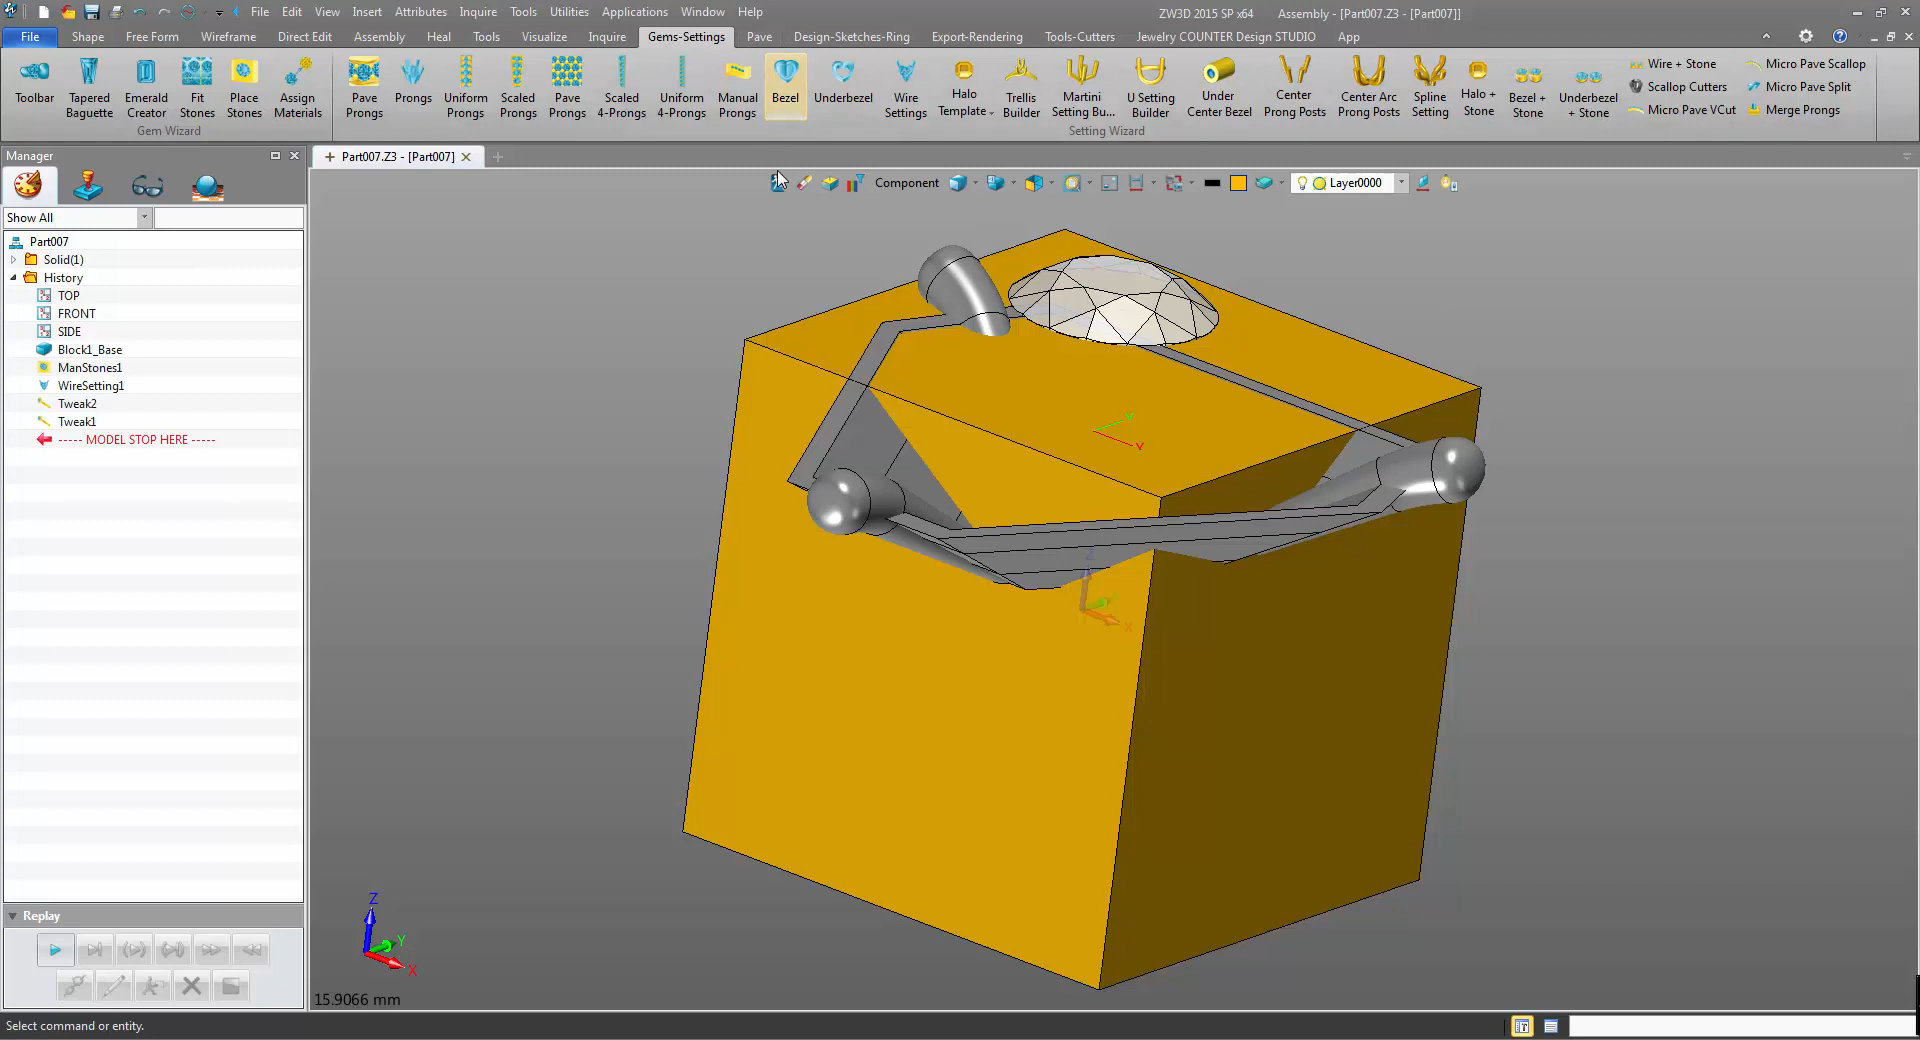 File Edit View Insert Attributes Inquire Tools Utilities Applications Window Help
ZW3D 2015 SP x64 Assembly - [Part007.Z3 - [Part007]]
File Shape Free Form Wireframe Direct Edit Assembly Heal Tools Visualize Inquire Gems-Settings Pave Design-Sketches-Ring Export-Rendering Tools-Cutters Jewelry COUNTER Design STUDIO App
Toolbar
Tapered Baguette
Emerald Creator
Fit Stones
Place Stones
Assign Materials
Gem Wizard
Pave Prongs
Prongs
Uniform Prongs
Scaled Prongs
Pave Prongs
Scaled 4-Prongs
Uniform 4-Prongs
Manual Prongs
Bezel
Underbezel
Wire Settings
Halo Template
Trellis Builder
Martini Setting Bu...
U Setting Builder
Under Center Bezel
Center Prong Posts
Center Arc Prong Posts
Spline Setting
Halo + Stone
Bezel + Stone
Underbezel + Stone
Wire + Stone
Scallop Cutters
Micro Pave VCut
Micro Pave Scallop
Micro Pave Split
Merge Prongs
Setting Wizard
Manager
Part007.Z3 - [Part007]
Component
Layer0000
Show All
Part007
Solid(1)
History
TOP
FRONT
SIDE
Block1_Base
ManStones1
WireSetting1
Tweak2
Tweak1
----- MODEL STOP HERE -----
Replay
Z
Y
X
15.9066 mm
Select command or entity.